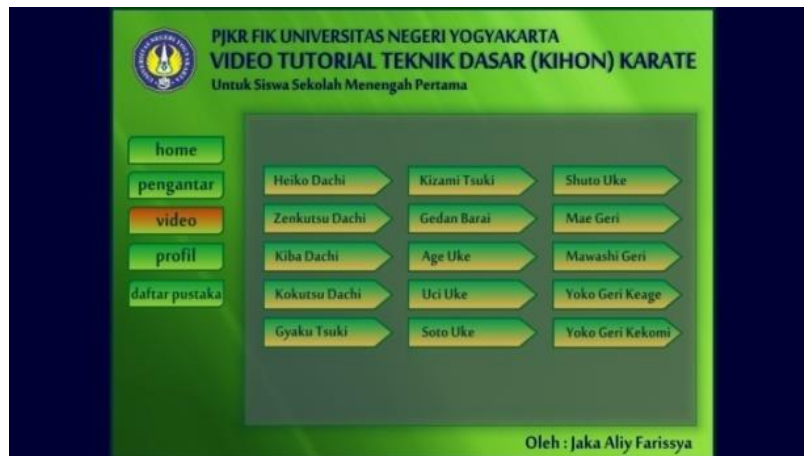 PJKR FIK UNIVERSITAS NEGERI YOGYAKARTA
VIDEO TUTORIAL TEKNIK DASAR (KIHON) KARATE
Untuk Siswa Sekolah Menengah Pertama
home
pengantar
video
profil
daftar pustaka
Heiko Dachi
Zenkutsu Dachi
Kiba Dachi
Kokutsu Dachi
Gyaku Tsuki
Kizami Tsuki
Gedan Barai
Age Uke
Uci Uke
Soto Uke
Shuto Uke
Mae Geri
Mawashi Geri
Yoko Geri Keage
Yoko Geri Kekomi
Oleh : Jaka Aliy Farissya